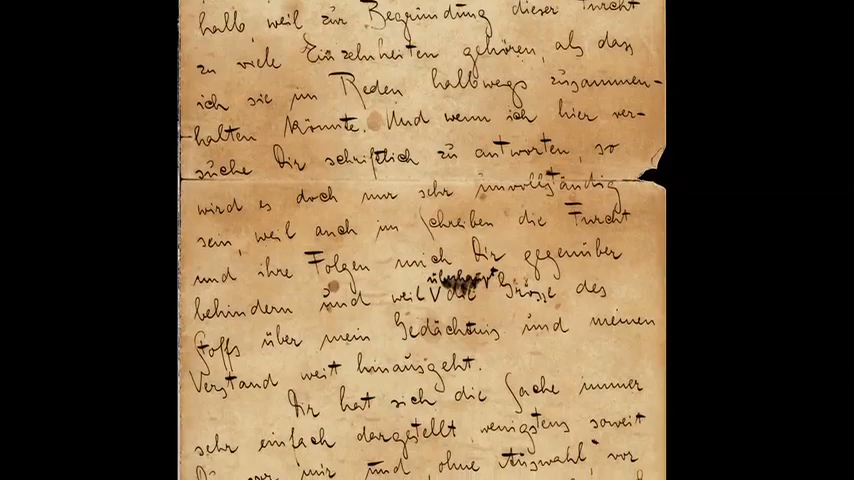 halb, weil zur Begründung dieser Furcht
zu viele Einzelnheiten gehören, als dass
ich sie im Reden halbwegs zusammen-
halten könnte. Und wenn ich hier ver-
suche Dir schriftlich zu antworten, so
wird es doch nur sehr unvollständig
sein, weil auch im Schreiben die Furcht
und ihre Folgen mich Dir gegenüber
behindern und weil überhaupt die Grösse des
Stoffs über mein Gedächtnis und meinen
Verstand weit hinausgeht.
Dir hat sich die Sache immer
sehr einfach dargestellt, wenigstens soweit
Du vor mir und, ohne Auswahl, vor